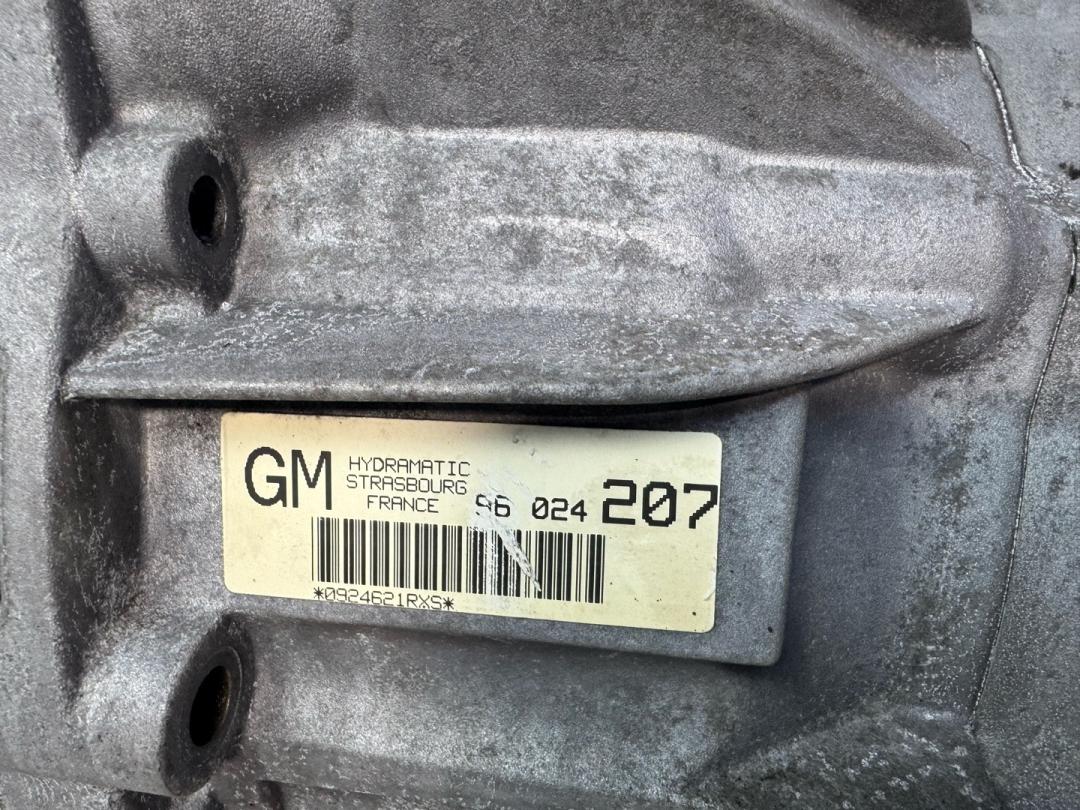 GM
HYDRAMATIC
STRASBOURG
FRANCE
96 024 207
*0924621RXS*